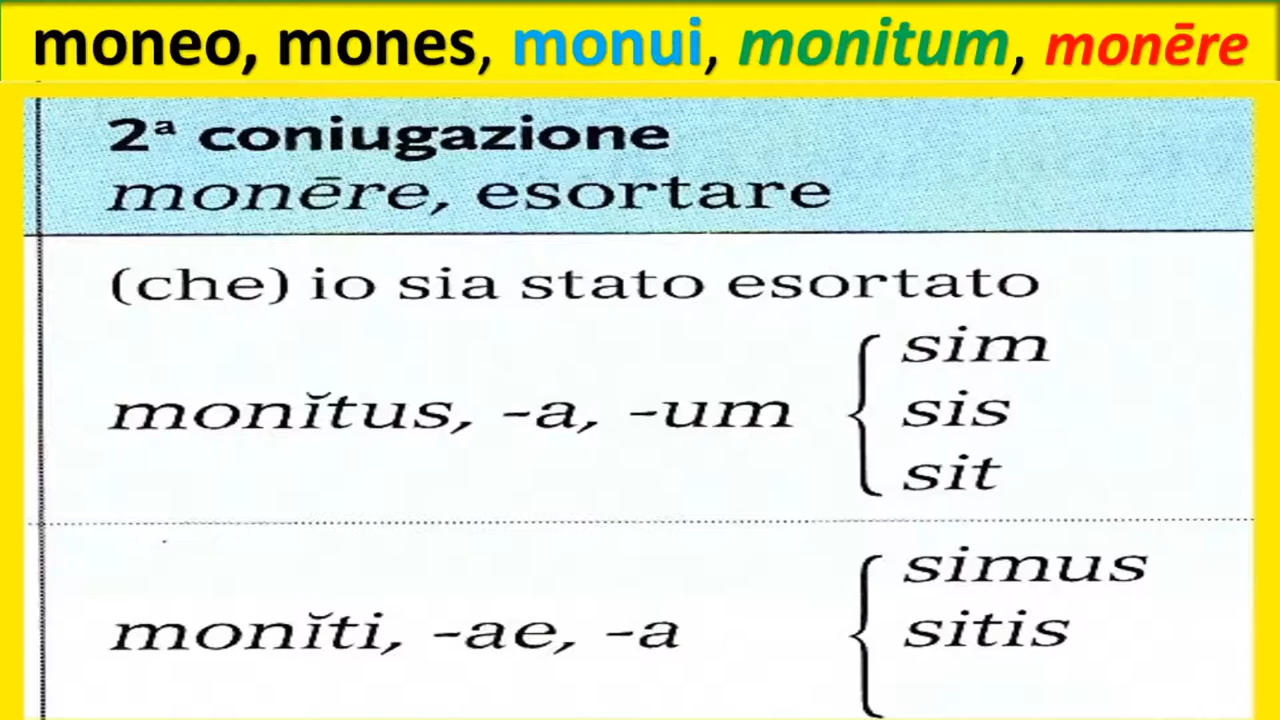 moneo, mones, monui, monitum, monēre
2ª coniugazione
monēre, esortare
(che) io sia stato esortato
sim
monĭtus, -a, -um
sis
sit
simus
monĭti, -ae, -a
sitis